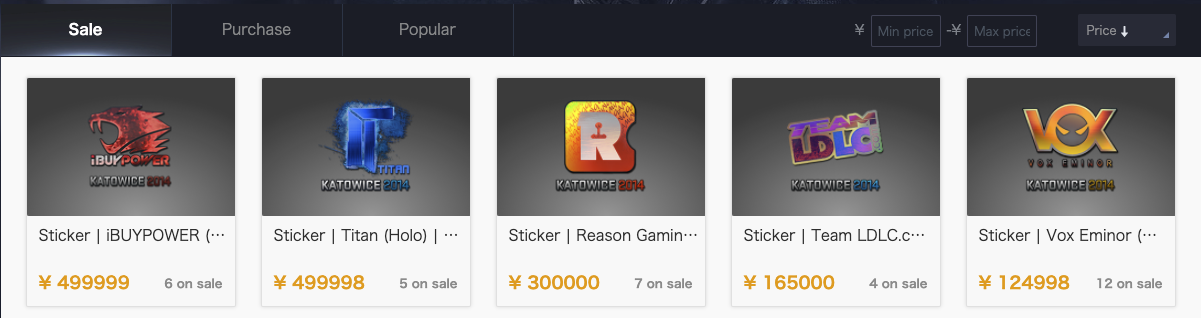 Sale Purchase Popular ¥ Min price -¥ Max price Price ↓
iBUYPOWER
KATOWICE 2014
TITAN
KATOWICE 2014
R
KATOWICE 2014
TEAM
LDLC
KATOWICE 2014
VOX
VOX EMINOR
KATOWICE 2014
Sticker | iBUYPOWER (···
Sticker | Titan (Holo) | ···
Sticker | Reason Gamin···
Sticker | Team LDLC.c···
Sticker | Vox Eminor (···
¥ 499999 6 on sale
¥ 499998 5 on sale
¥ 300000 7 on sale
¥ 165000 4 on sale
¥ 124998 12 on sale